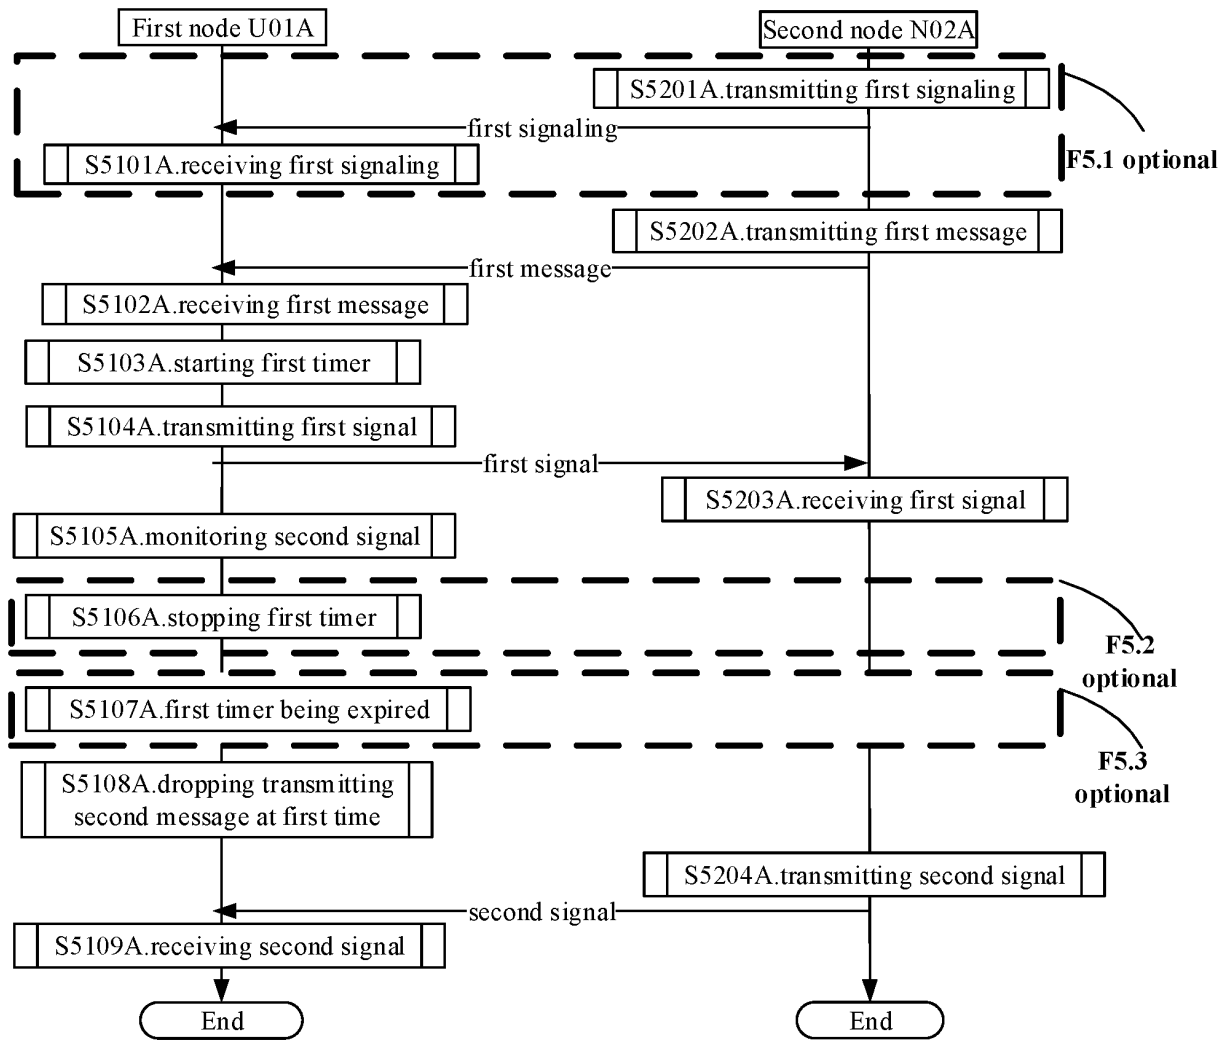 First node U01A
Second node N02A
S5201A.transmitting first signaling
first signaling
F5.1 optional
S5101A.receiving first signaling
S5202A.transmitting first message
first message
S5102A.receiving first message
S5103A.starting first timer
S5104A.transmitting first signal
first signal
S5203A.receiving first signal
S5105A.monitoring second signal
S5106A.stopping first timer
F5.2
optional
S5107A.first timer being expired
F5.3
optional
S5108A.dropping transmitting
second message at first time
S5204A.transmitting second signal
second signal
S5109A.receiving second signal
End
End